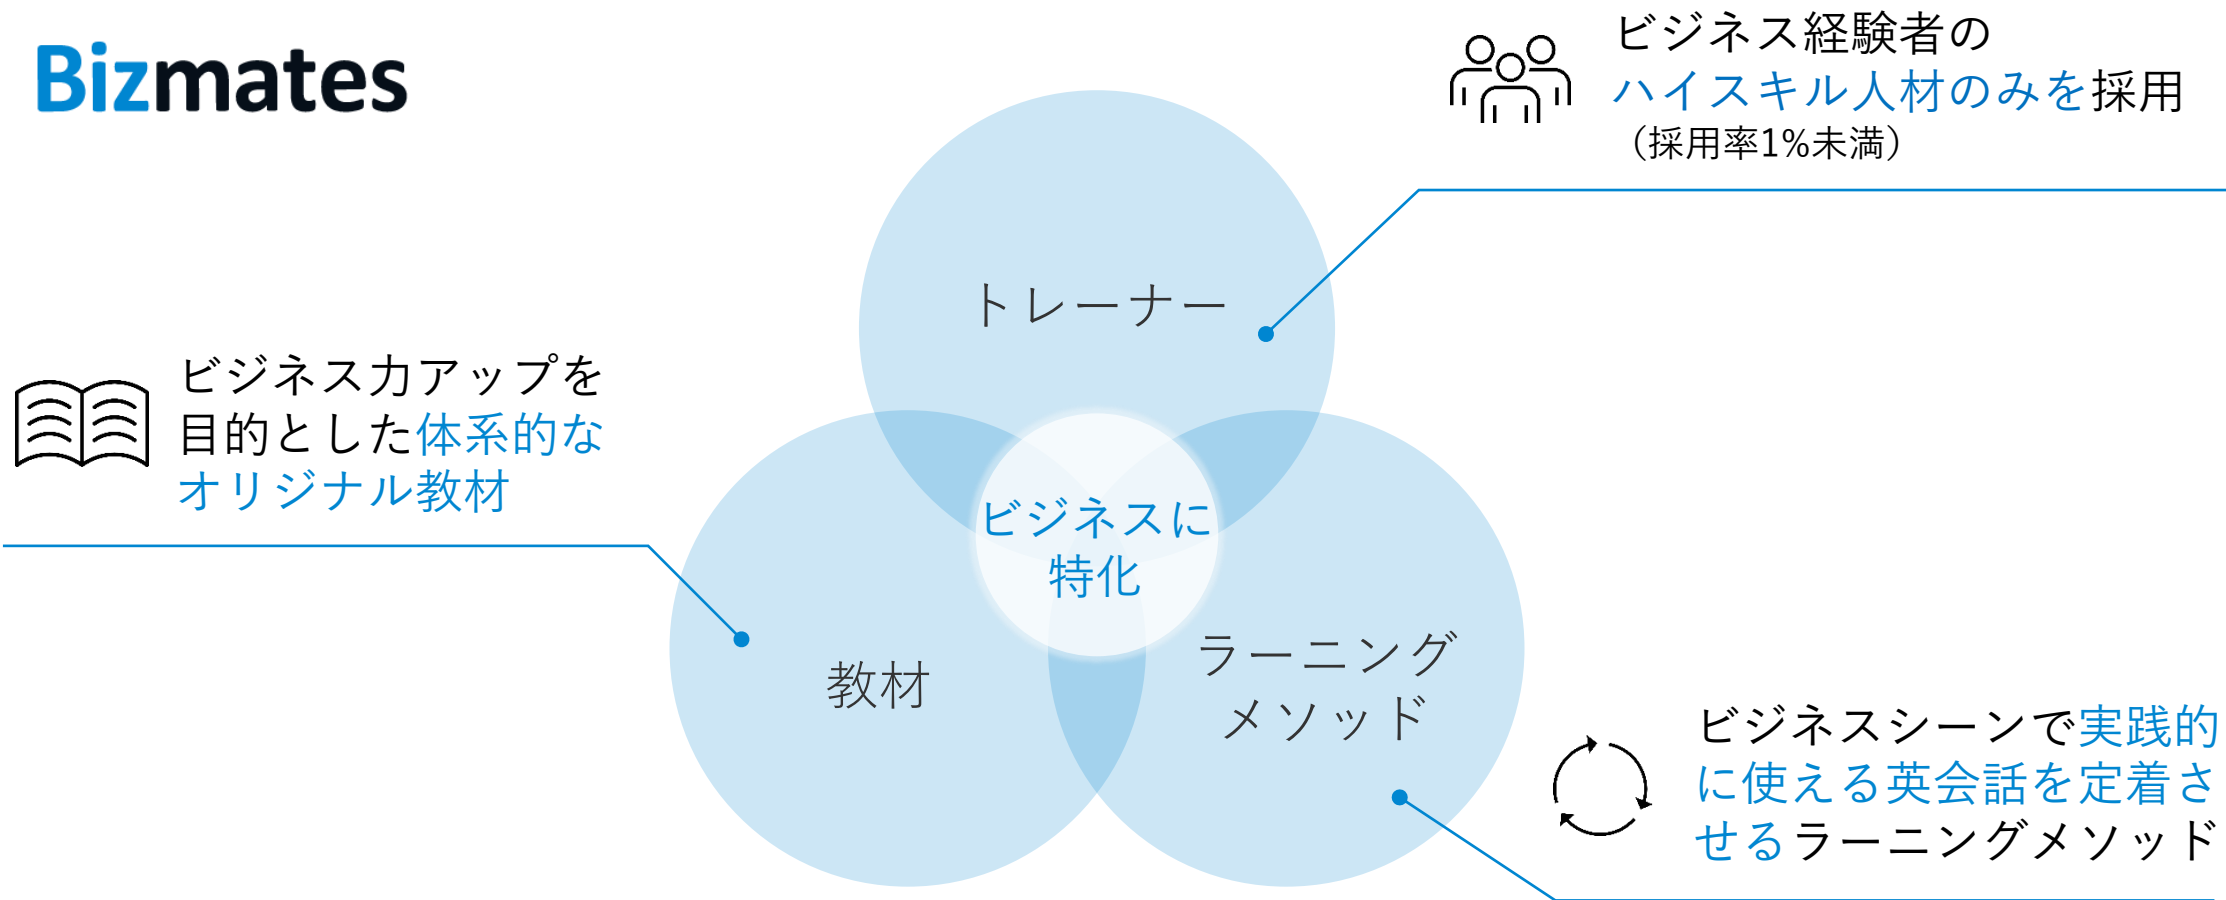 Bizmates
ビジネス経験者の
ハイスキル人材のみを採用
（採用率1%未満）
トレーナー
ビジネス力アップを
目的とした体系的な
オリジナル教材
ビジネスに
特化
教材
ラーニング
メソッド
ビジネスシーンで実践的
に使える英会話を定着さ
せるラーニングメソッド